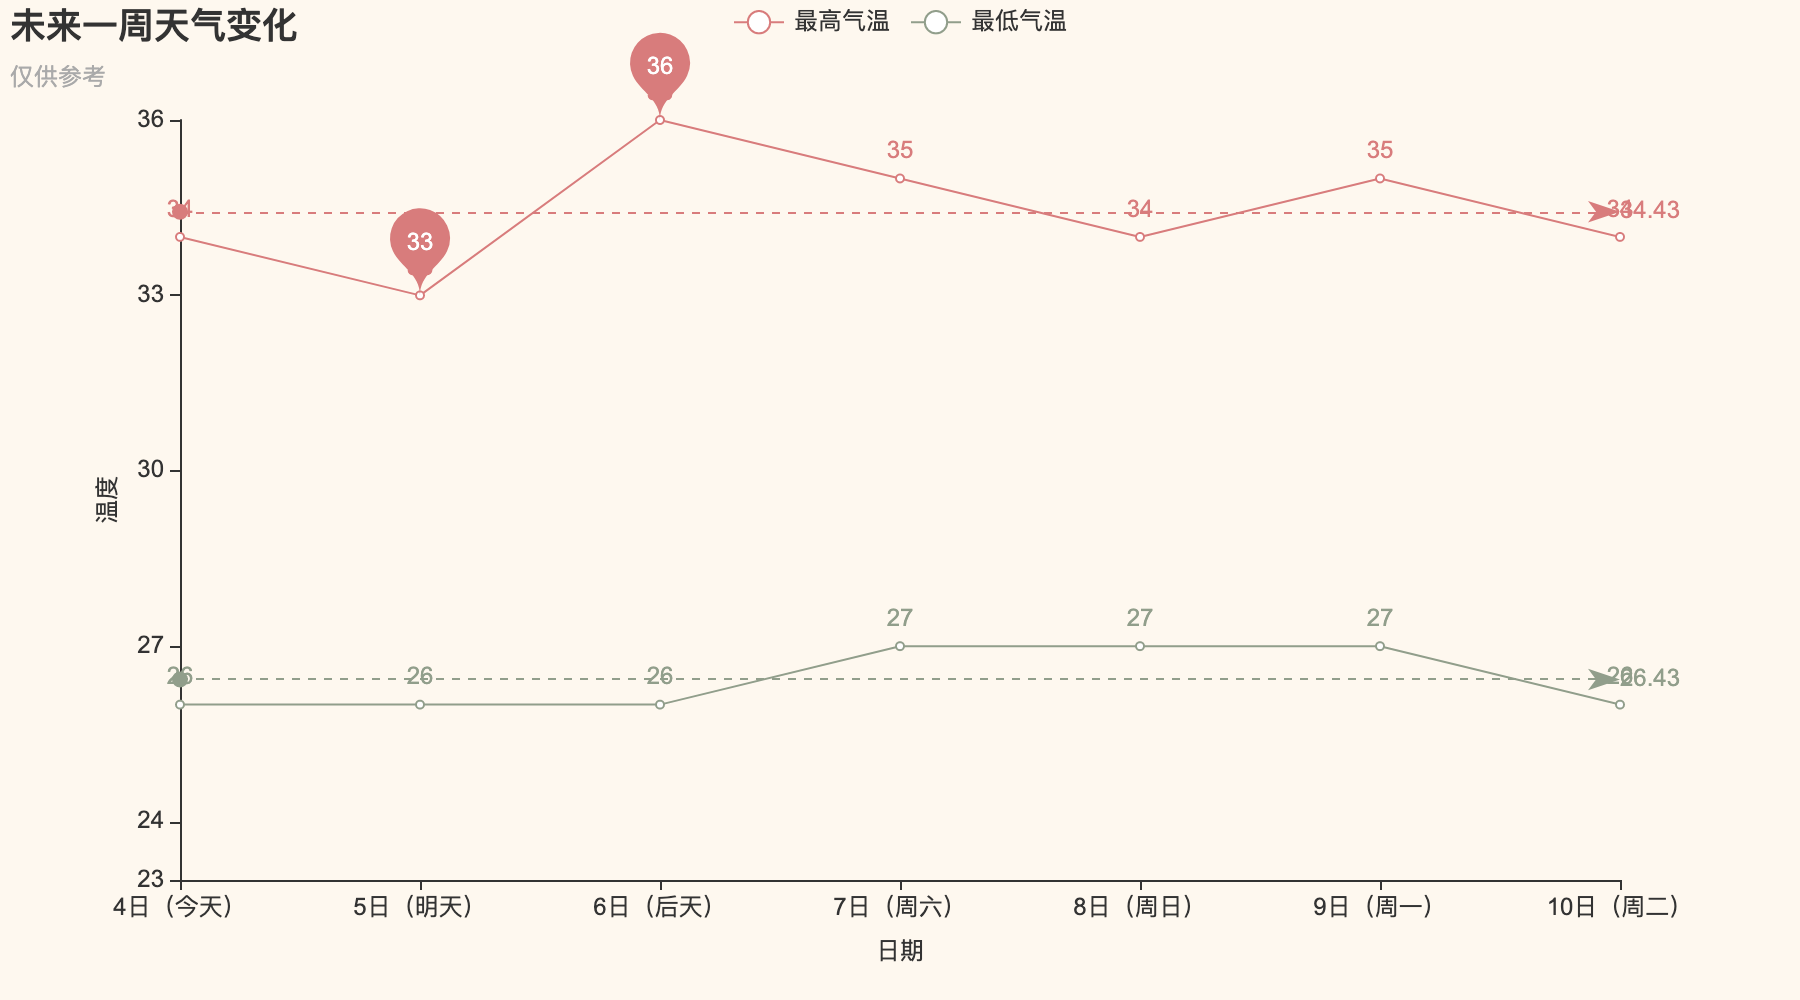 未来一周天气变化
仅供参考
最高气温
最低气温
36
33
30
27
24
23
温度
34
33
36
35
34
35
34
34.43
26
26
26
27
27
27
26
26.43
4日（今天）
5日（明天）
6日（后天）
7日（周六）
8日（周日）
9日（周一）
10日（周二）
日期